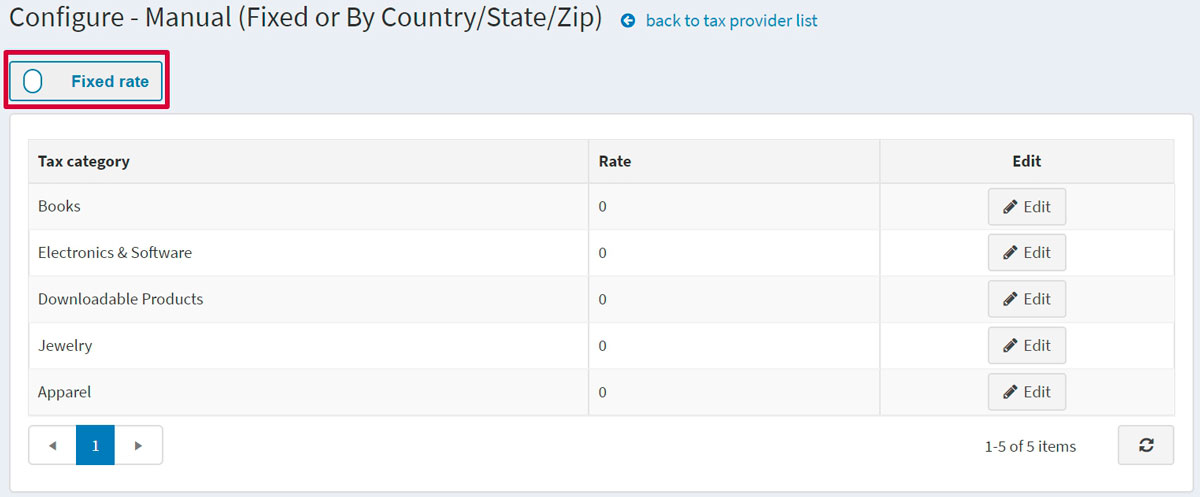 Configure - Manual (Fixed or By Country/State/Zip) back to tax provider list
Fixed rate
Tax category Rate Edit
Books 0 Edit
Electronics & Software 0 Edit
Downloadable Products 0 Edit
Jewelry 0 Edit
Apparel 0 Edit
1 1-5 of 5 items